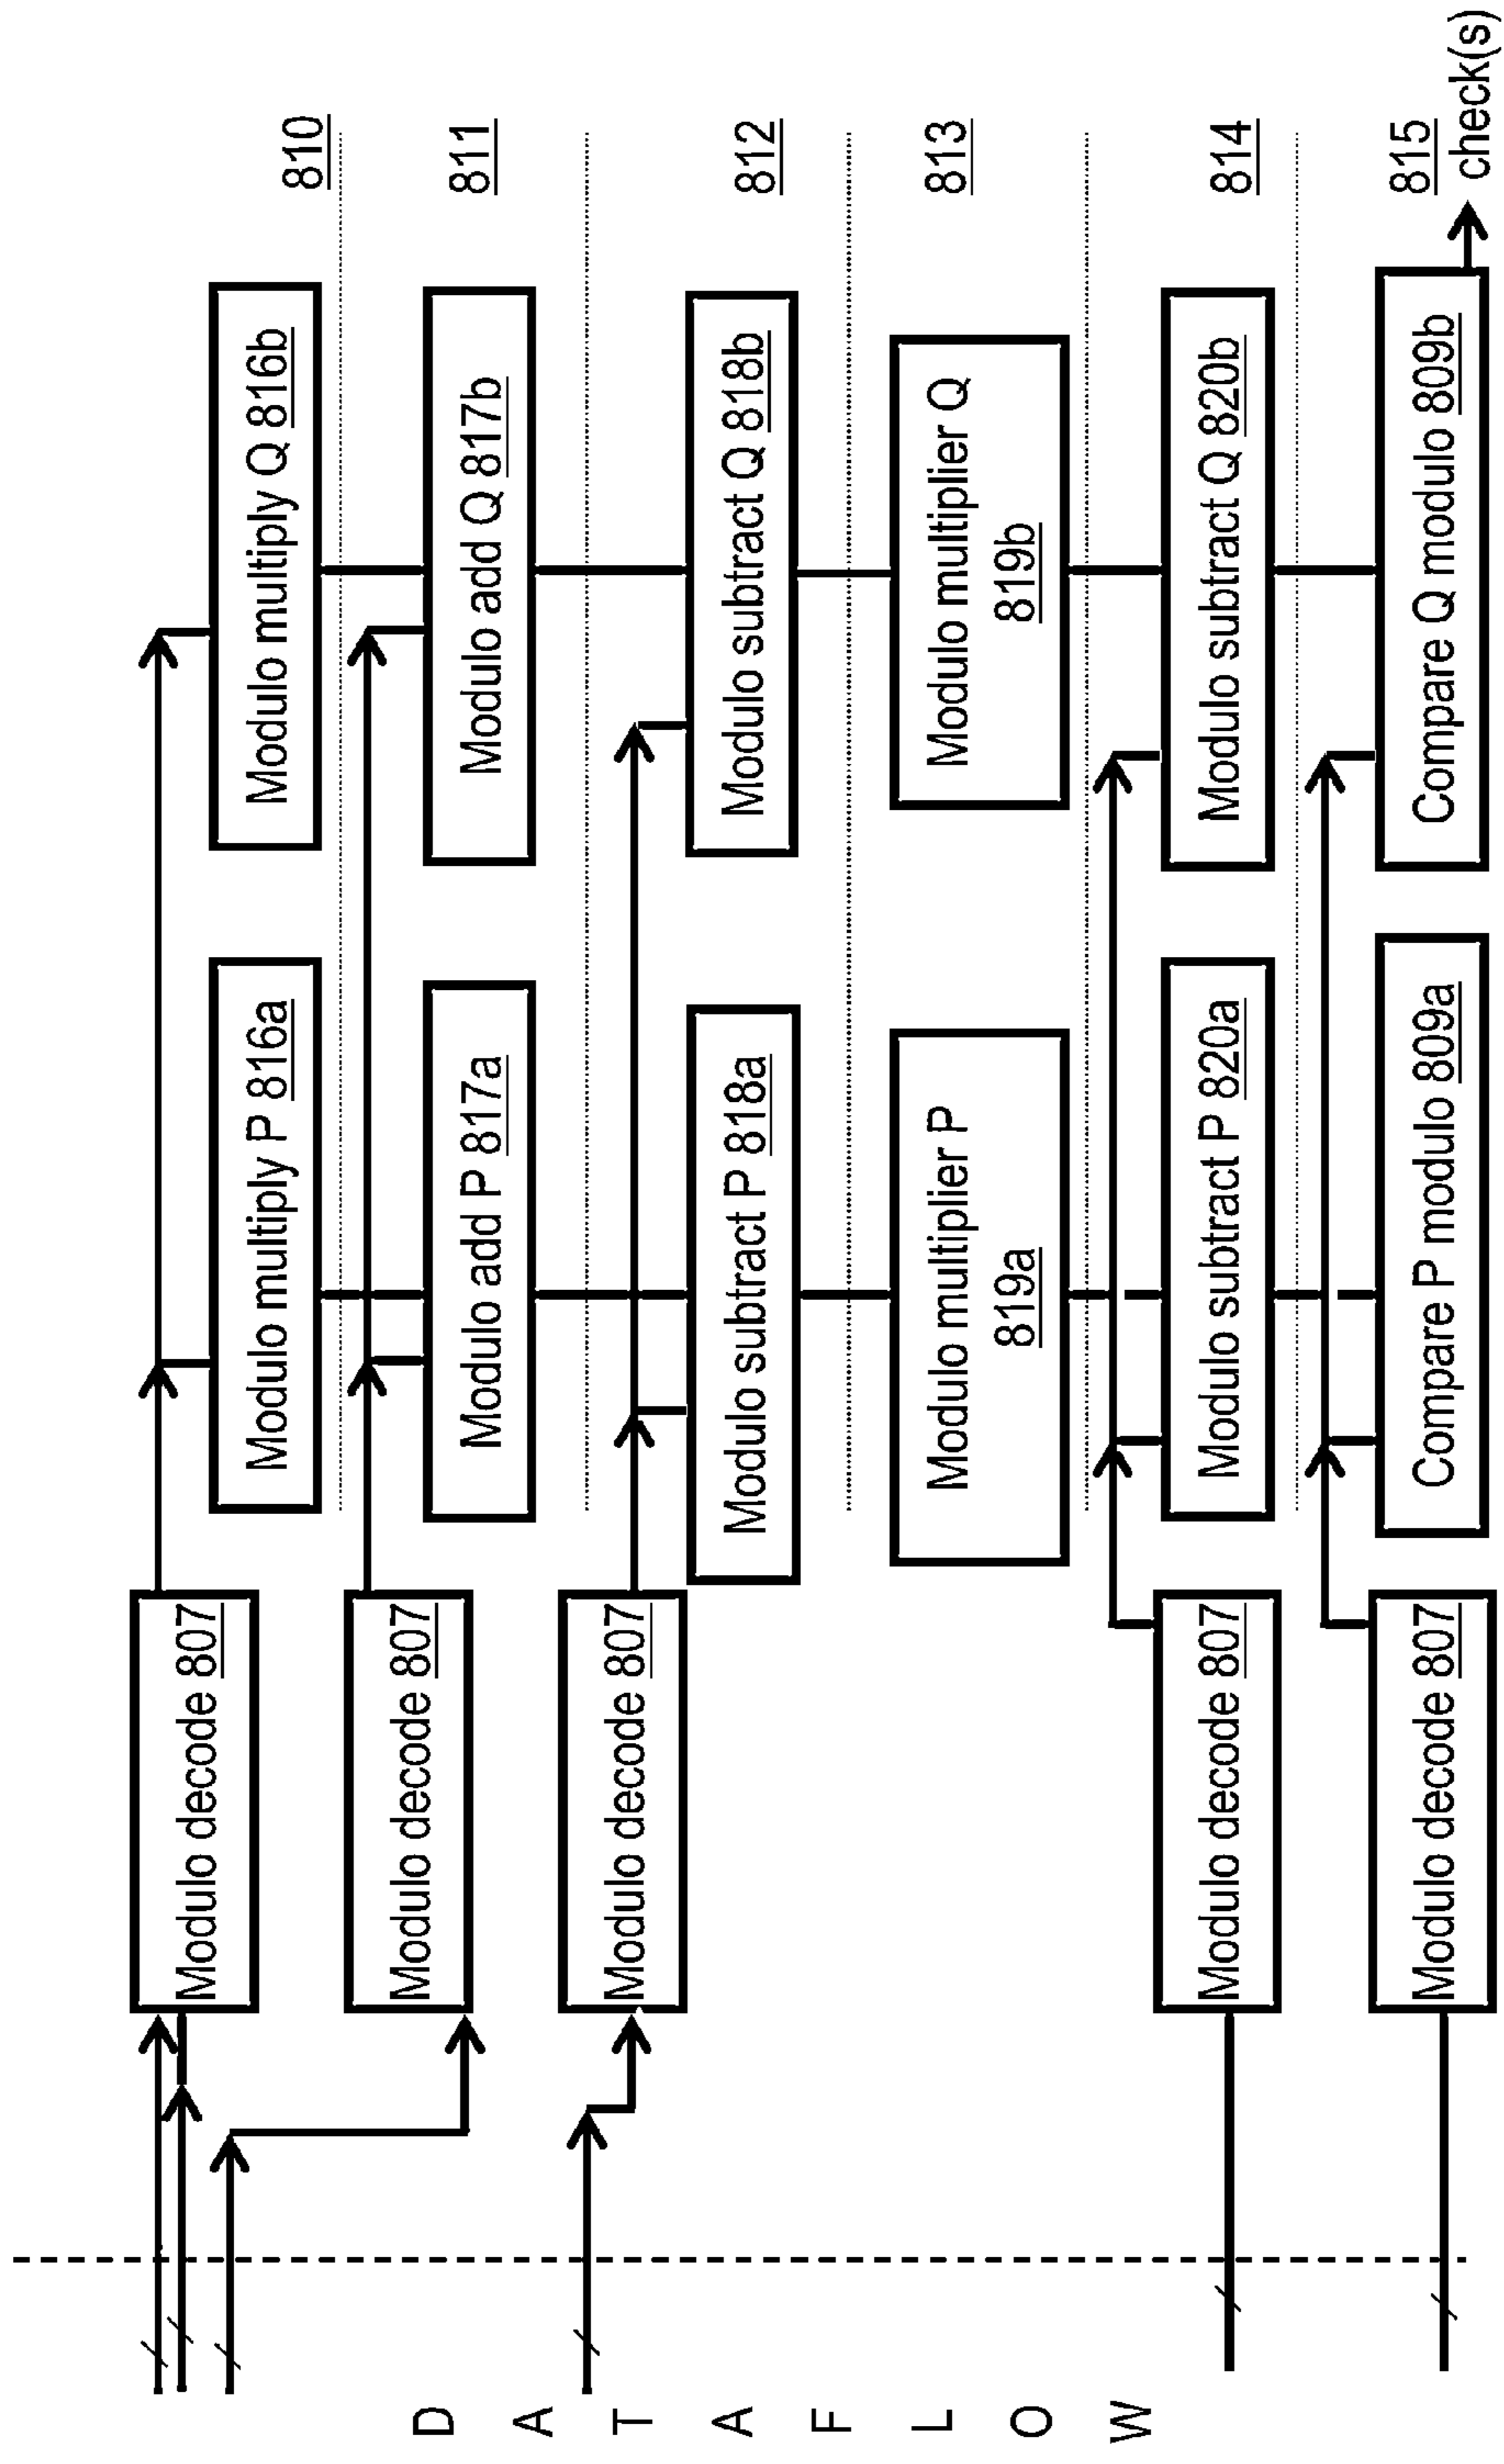 Modulo decode 807
Modulo multiply P 816a
Modulo multiply Q 816b
810
Modulo decode 807
Modulo add P 817a
Modulo add Q 817b
811
Modulo decode 807
Modulo subtract P 818a
Modulo subtract Q 818b
812
Modulo multiplier P
819a
Modulo multiplier Q
819b
813
Modulo decode 807
Modulo subtract P 820a
Modulo subtract Q 820b
814
Modulo decode 807
Compare P modulo 809a
Compare Q modulo 809b
815
check(s)
D
A
T
A
F
L
O
W